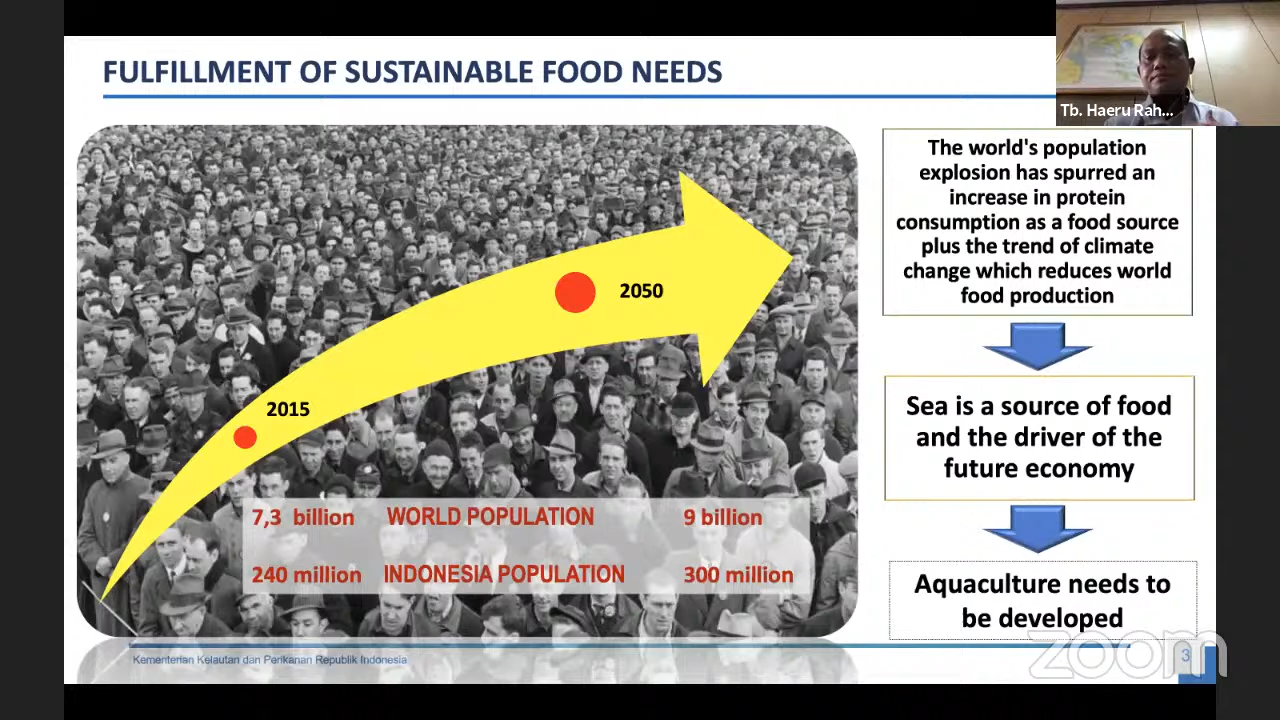 FULFILLMENT OF SUSTAINABLE FOOD NEEDS
Tb. Haeru Rah...
The world's population
explosion has spurred an
increase in protein
consumption as a food source
plus the trend of climate
change which reduces world
food production
2050
2015
Sea is a source of food
and the driver of the
future economy
7,3 billion WORLD POPULATION 9 billion
240 million INDONESIA POPULATION 300 million
Aquaculture needs to
be developed
Kementerian Kelautan dan Perikanan Republik Indonesia
3
zoom